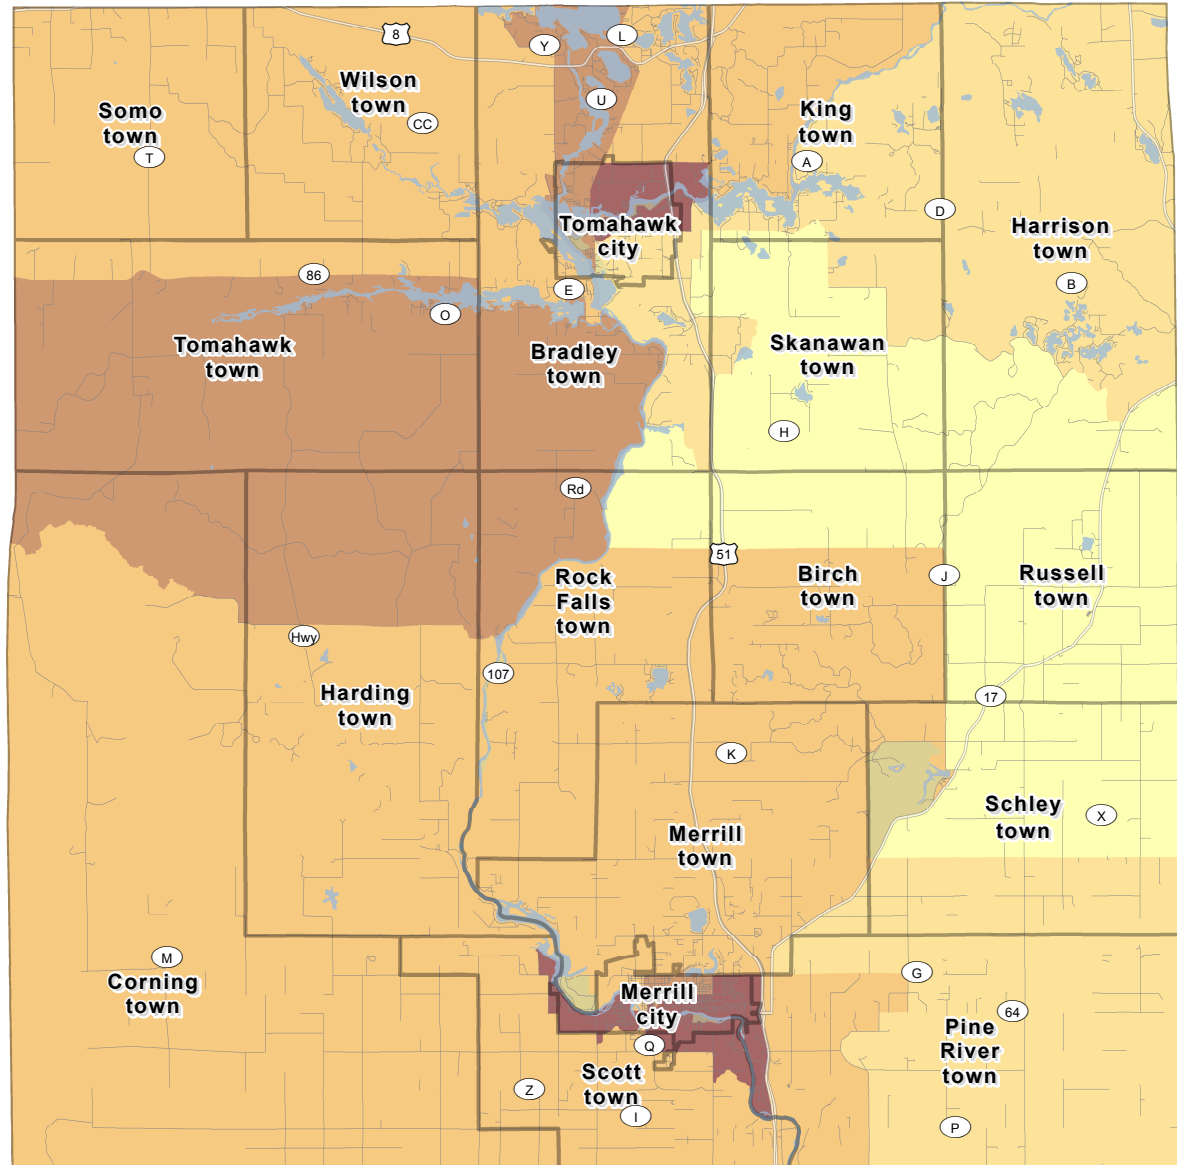 8
Y
L
Wilson
town
CC
U
Somo
town
T
King
town
A
D
Tomahawk
city
Harrison
town
B
86
E
O
Tomahawk
town
Bradley
town
Skanawan
town
H
Rd
51
Rock
Falls
town
Birch
town
J
Russell
town
Hwy
107
Harding
town
17
K
Merrill
town
Schley
town
X
M
Corning
town
G
Merrill
city
64
Pine
River
town
Q
Scott
town
Z
I
P